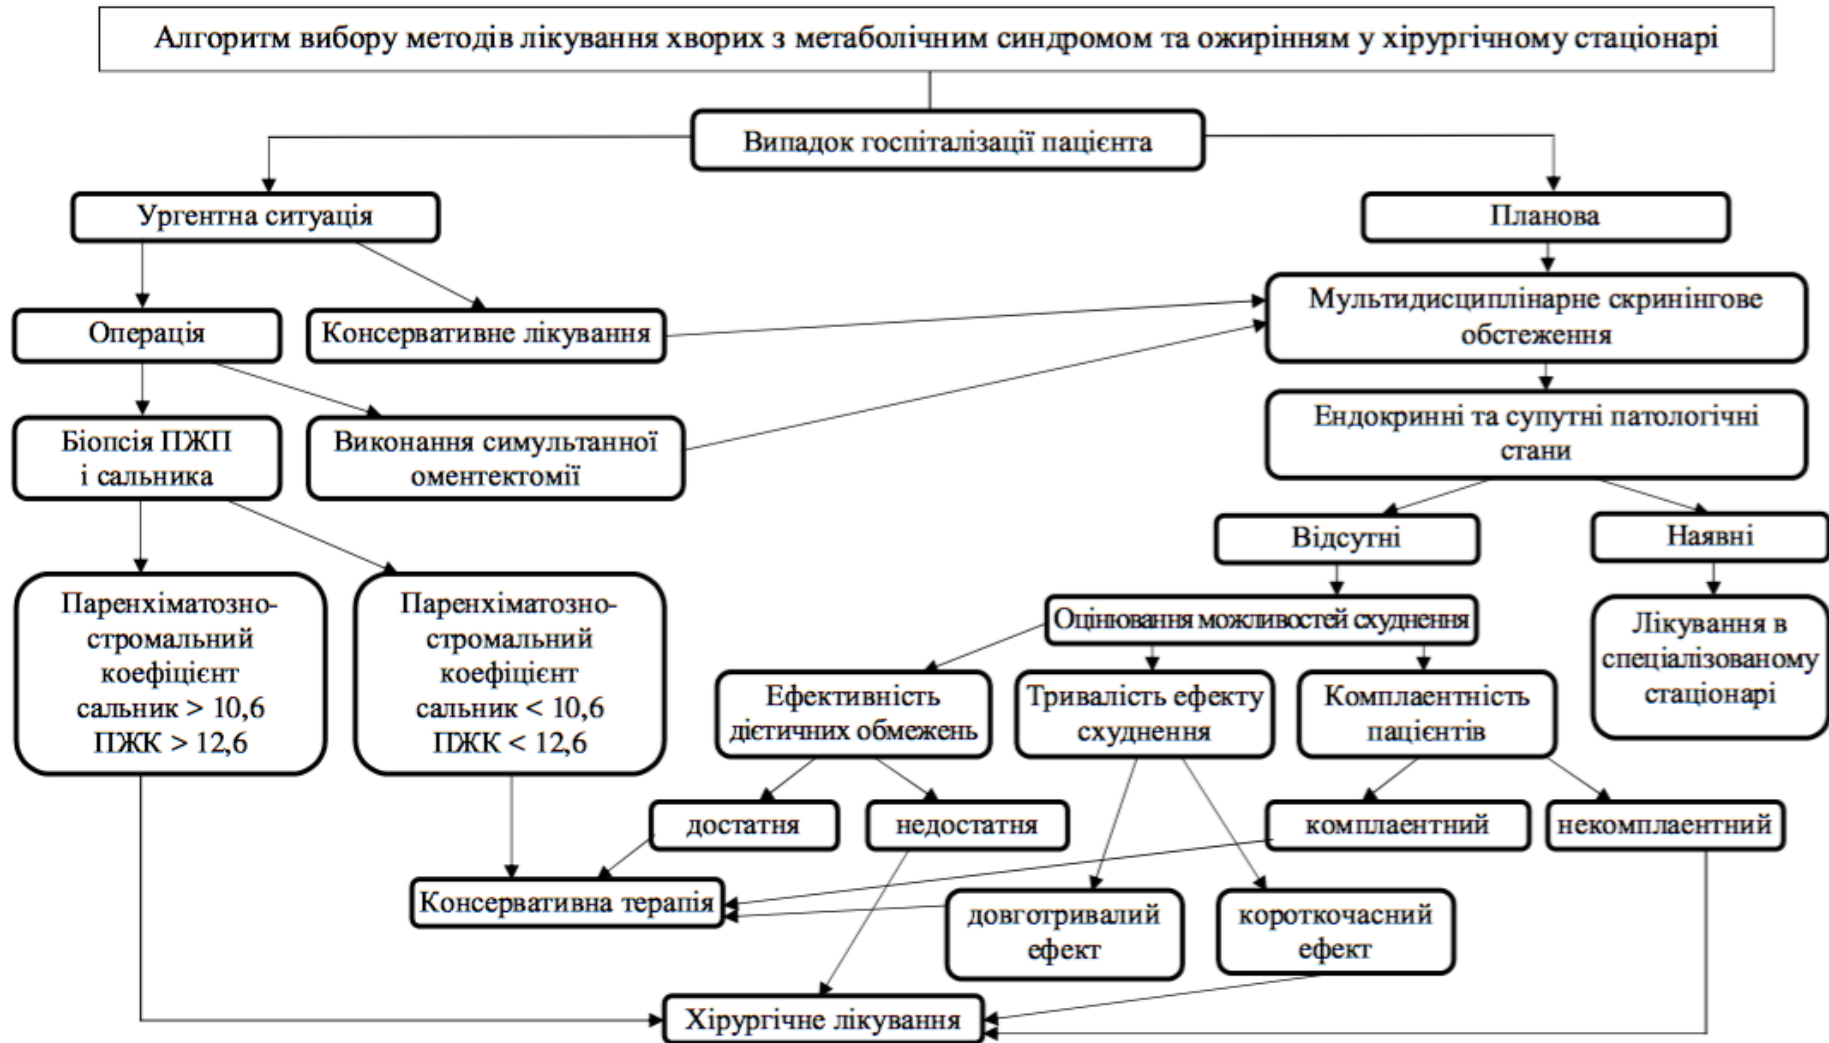 Алгоритм вибору методів лікування хворих з метаболічним синдромом та ожирінням у хірургічному стаціонарі
Випадок госпіталізації пацієнта
Ургентна ситуація
Планова
Операція
Консервативне лікування
Мультидисциплінарне скринінгове
обстеження
Біопсія ПЖП
і сальника
Виконання симультанної
оментектомії
Ендокринні та супутні патологічні
стани
Відсутні
Наявні
Паренхіматозно-
стромальний
коефіцієнт
сальник > 10,6
ПЖК > 12,6
Паренхіматозно-
стромальний
коефіцієнт
сальник < 10,6
ПЖК < 12,6
Оцінювання можливостей схуднення
Лікування в
спеціалізованому
стаціонарі
Ефективність
дієтичних обмежень
Тривалість ефекту
схуднення
Комплаентність
пацієнтів
достатня
недостатня
комплаентний
некомплаентний
Консервативна терапія
довготривалий
ефект
короткочасний
ефект
Хірургічне лікування